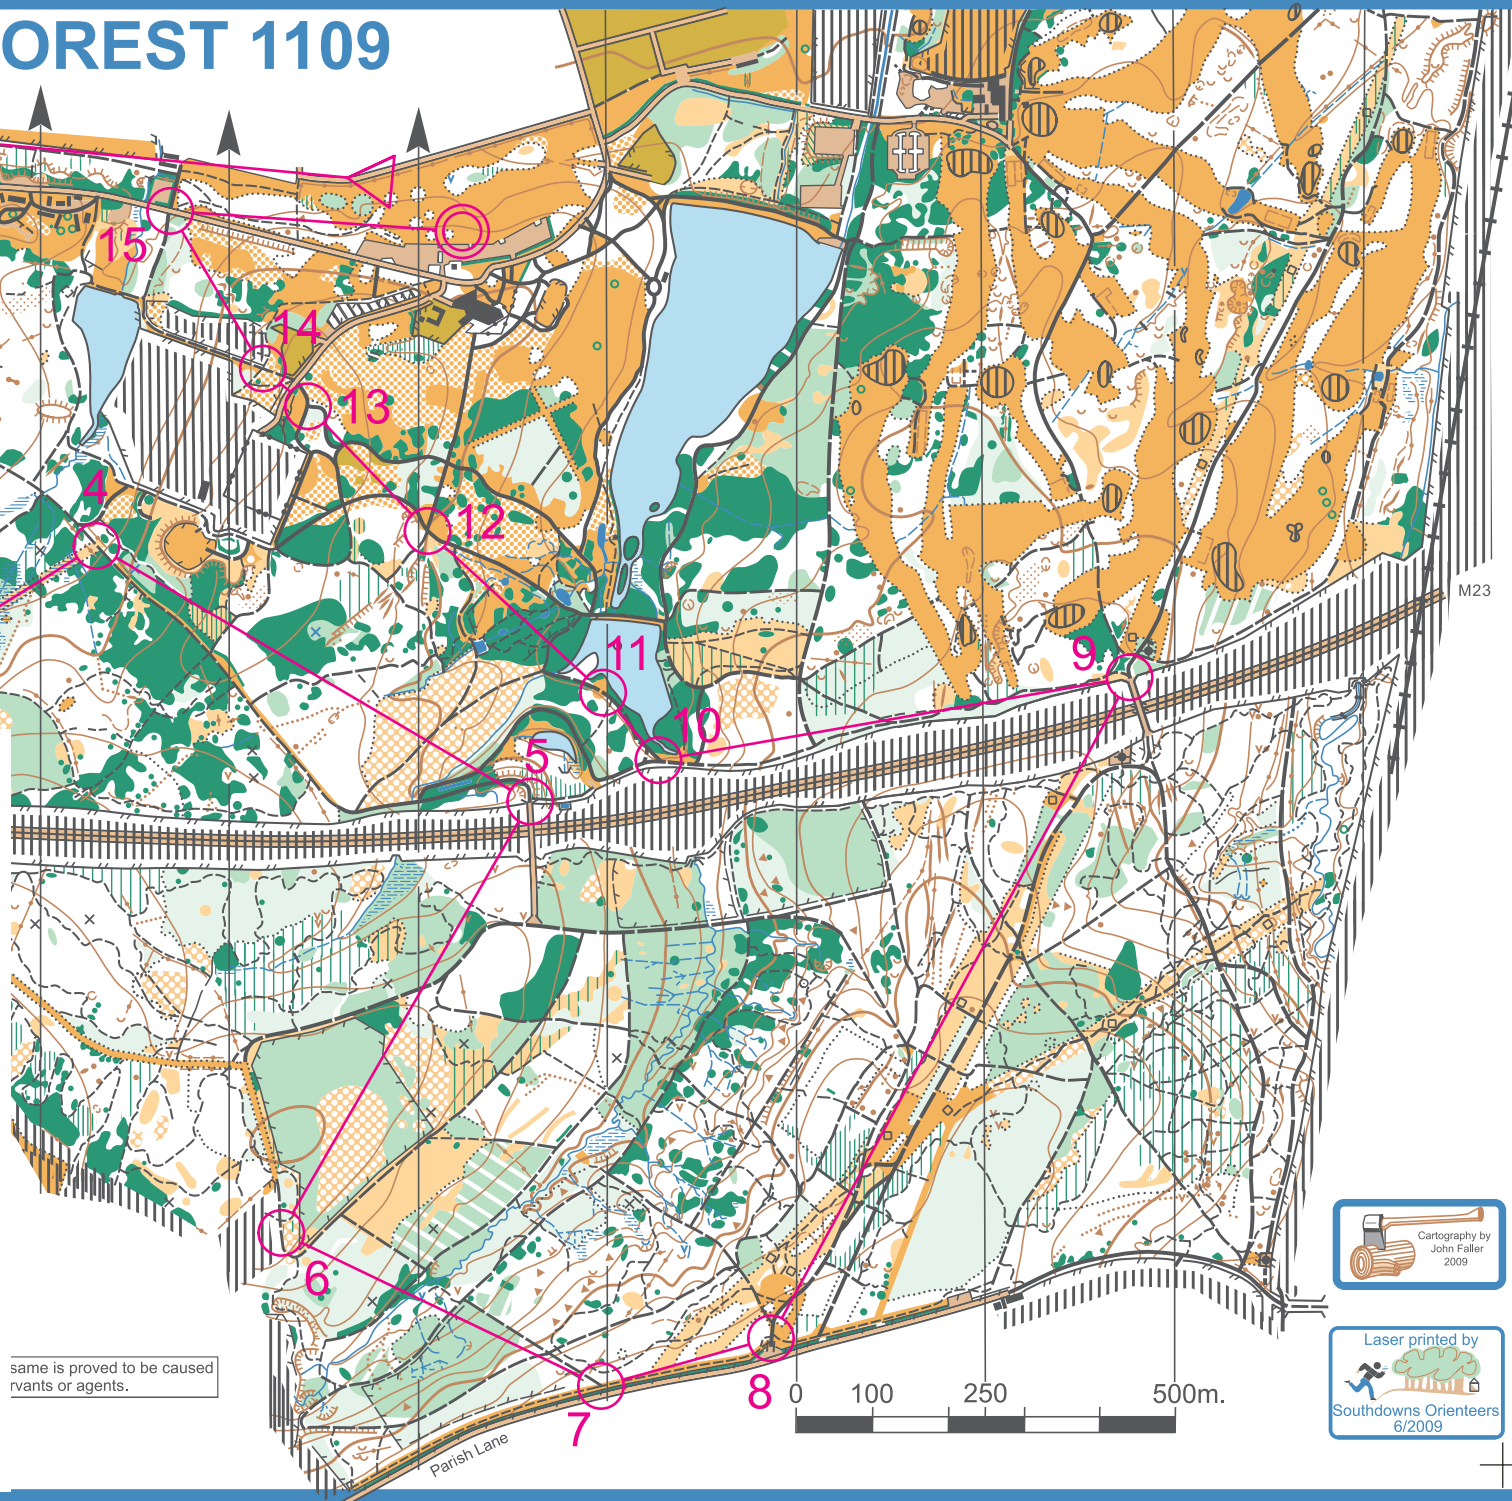 OREST 1109
M23
15
14
13
4
12
11
9
10
5
6
8
7
0 100 250 500m.
Parish Lane
same is proved to be caused
rvants or agents.
Cartography by
John Faller
2009
Laser printed by
Southdowns Orienteers
6/2009